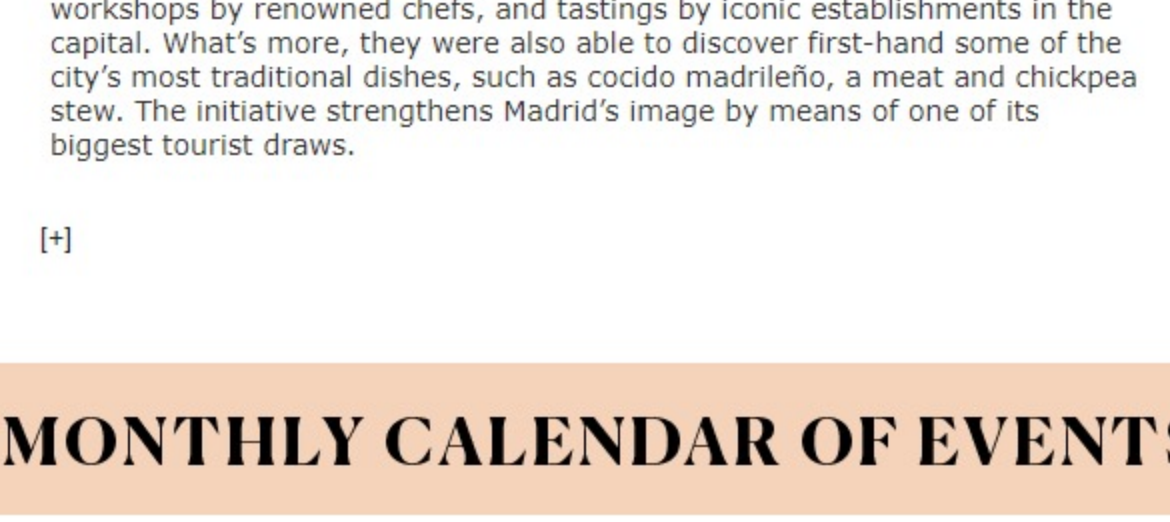 workshops by renowned chefs, and tastings by iconic establishments in the
capital. What’s more, they were also able to discover first-hand some of the
city’s most traditional dishes, such as cocido madrileño, a meat and chickpea
stew. The initiative strengthens Madrid’s image by means of one of its
biggest tourist draws.
[+]
MONTHLY CALENDAR OF EVENTS